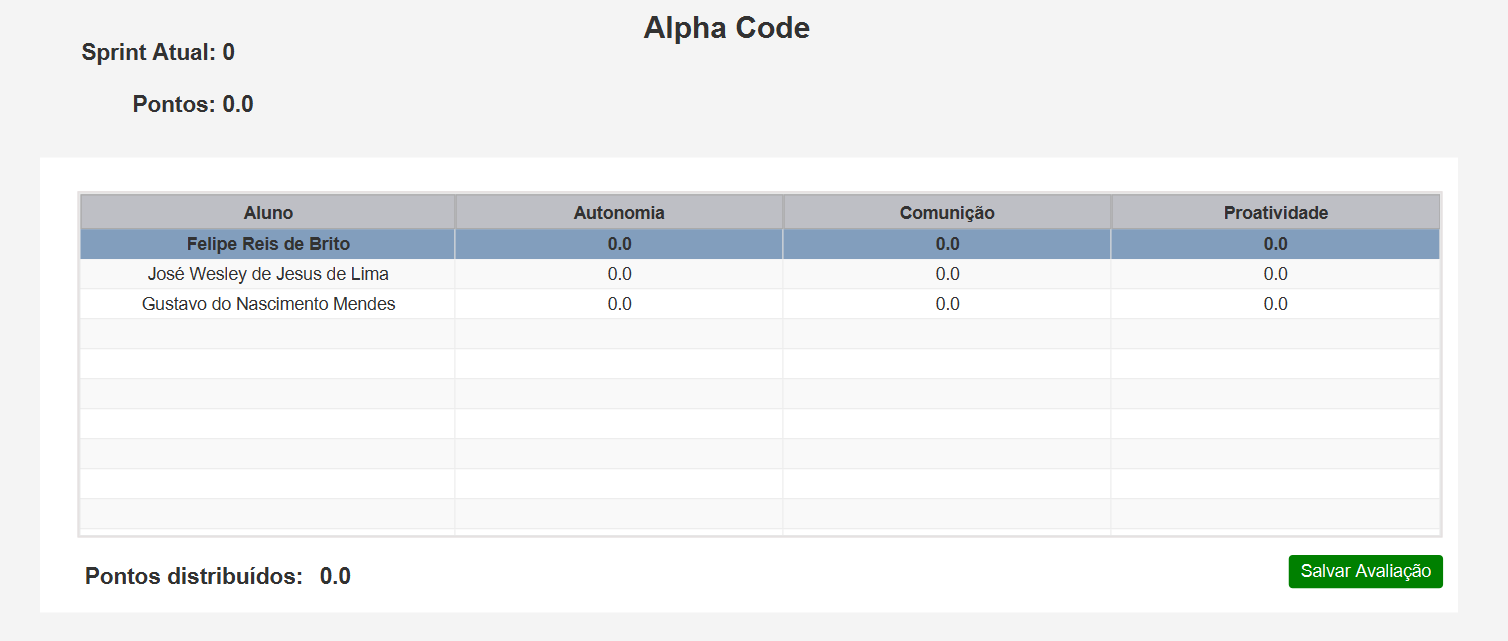 Alpha Code
Sprint Atual: 0
Pontos: 0.0
Aluno Autonomia Comunição Proatividade
Felipe Reis de Brito 0.0 0.0 0.0
José Wesley de Jesus de Lima 0.0 0.0 0.0
Gustavo do Nascimento Mendes 0.0 0.0 0.0
Pontos distribuídos: 0.0
Salvar Avaliação